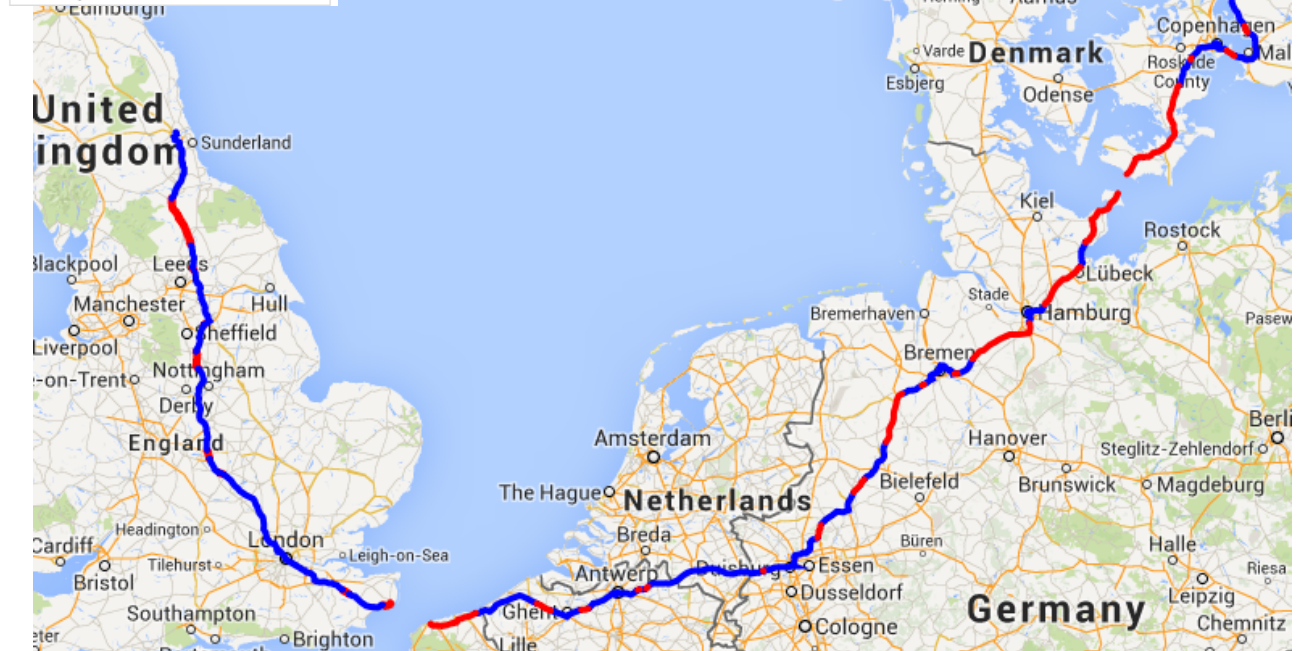 Edinburgh
United
ingdom
Sunderland
Blackpool
Leeds
Manchester
Hull
Sheffield
Liverpool
e-on-Trent
Nottingham
Derby
England
Headington
London
Leigh-on-Sea
Cardiff
Tilehurst
Bristol
Southampton
Brighton
eter
Varde
Denmark
Esbjerg
Odense
Copenhagen
Roskilde
County
Mal
Kiel
Rostock
Lübeck
Stade
Hamburg
Bremerhaven
Pasew
Bremen
Amsterdam
The Hague
Netherlands
Breda
Antwerp
Ghent
Lille
Duisburg
Essen
Dusseldorf
Cologne
Hanover
Bielefeld
Brunswick
Büren
Berli
Steglitz-Zehlendorf
Magdeburg
Halle
Riesa
Leipzig
Germany
Chemnitz